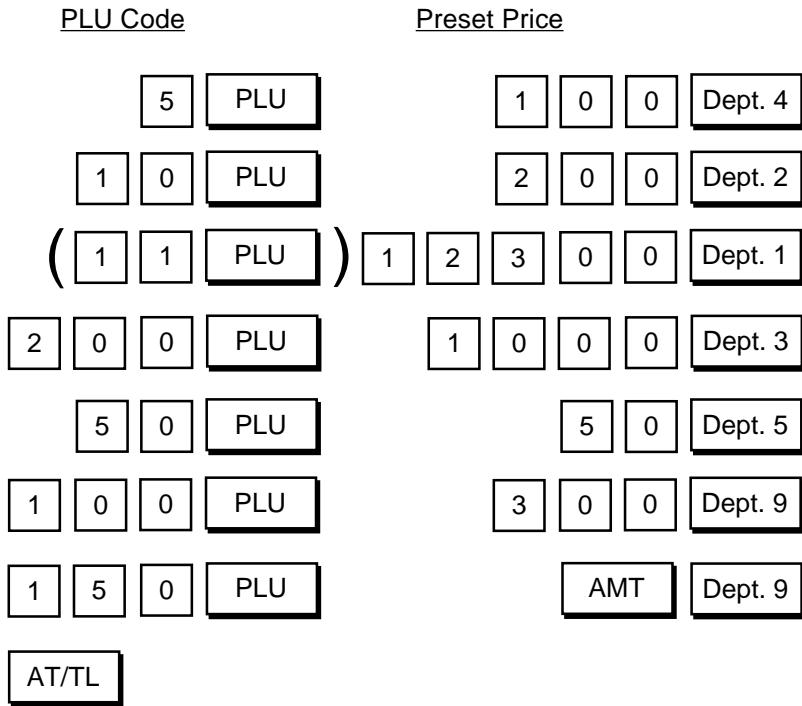 PLU Code Preset Price
5 PLU 1 0 0 Dept. 4
1 0 PLU 2 0 0 Dept. 2
( 1 1 PLU ) 1 2 3 0 0 Dept. 1
2 0 0 PLU 1 0 0 0 Dept. 3
5 0 PLU 5 0 Dept. 5
1 0 0 PLU 3 0 0 Dept. 9
1 5 0 PLU AMT Dept. 9
AT/TL